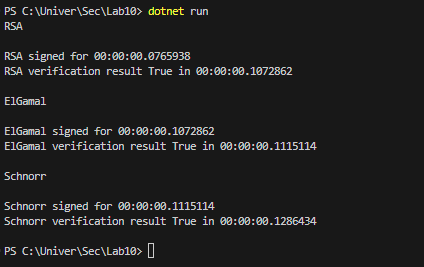 PS C:\Univer\Sec\Lab10> dotnet run
RSA
RSA signed for 00:00:00.0765938
RSA verification result True in 00:00:00.1072862
ElGamal
ElGamal signed for 00:00:00.1072862
ElGamal verification result True in 00:00:00.1115114
Schnorr
Schnorr signed for 00:00:00.1115114
Schnorr verification result True in 00:00:00.1286434
PS C:\Univer\Sec\Lab10>